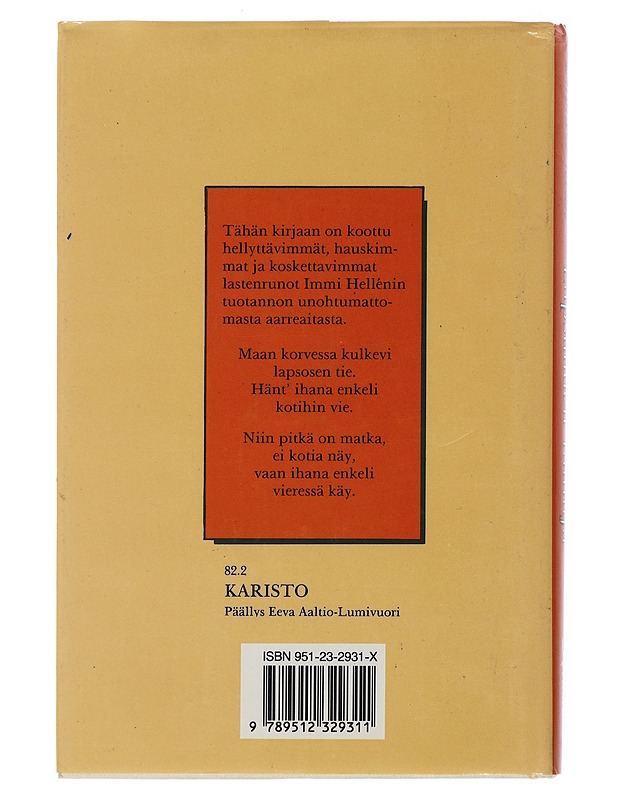 Tähän kirjaan on koottu
hellyttävimmät, hauskim-
mat ja koskettavimmat
lastenrunot Immi Hellénin
tuotannon unohtumatto-
masta aarreaitasta.
Maan korvessa kulkevi
lapsosen tie.
Hänt' ihana enkeli
kotihin vie.
Niin pitkä on matka,
ei kotia näy,
vaan ihana enkeli
vieressä käy.
82.2
KARISTO
Päällys Eeva Aaltio-Lumivuori
ISBN 951-23-2931-X
9 789512 329311